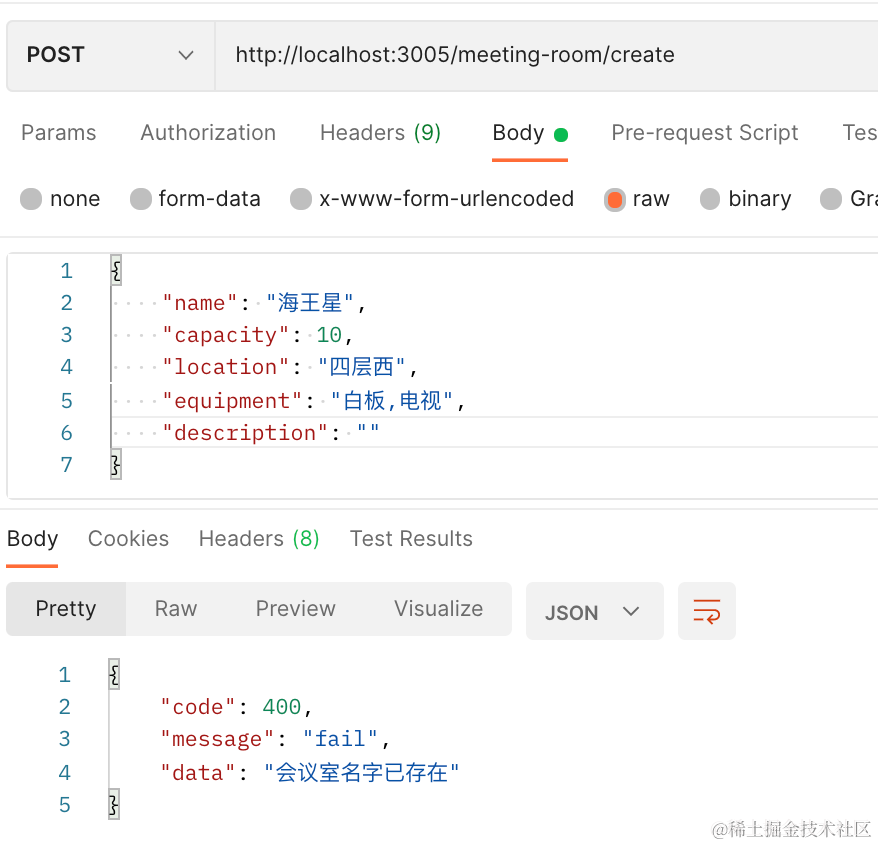 POST http://localhost:3005/meeting-room/create
Params Authorization Headers (9) Body Pre-request Script Tes
none form-data x-www-form-urlencoded raw binary Gra
1 {
2 "name": "海王星",
3 "capacity": 10,
4 "location": "四层西",
5 "equipment": "白板,电视",
6 "description": ""
7 }
Body Cookies Headers (8) Test Results
Pretty Raw Preview Visualize JSON
1 {
2 "code": 400,
3 "message": "fail",
4 "data": "会议室名字已存在"
5 }
@稀土掘金技术社区